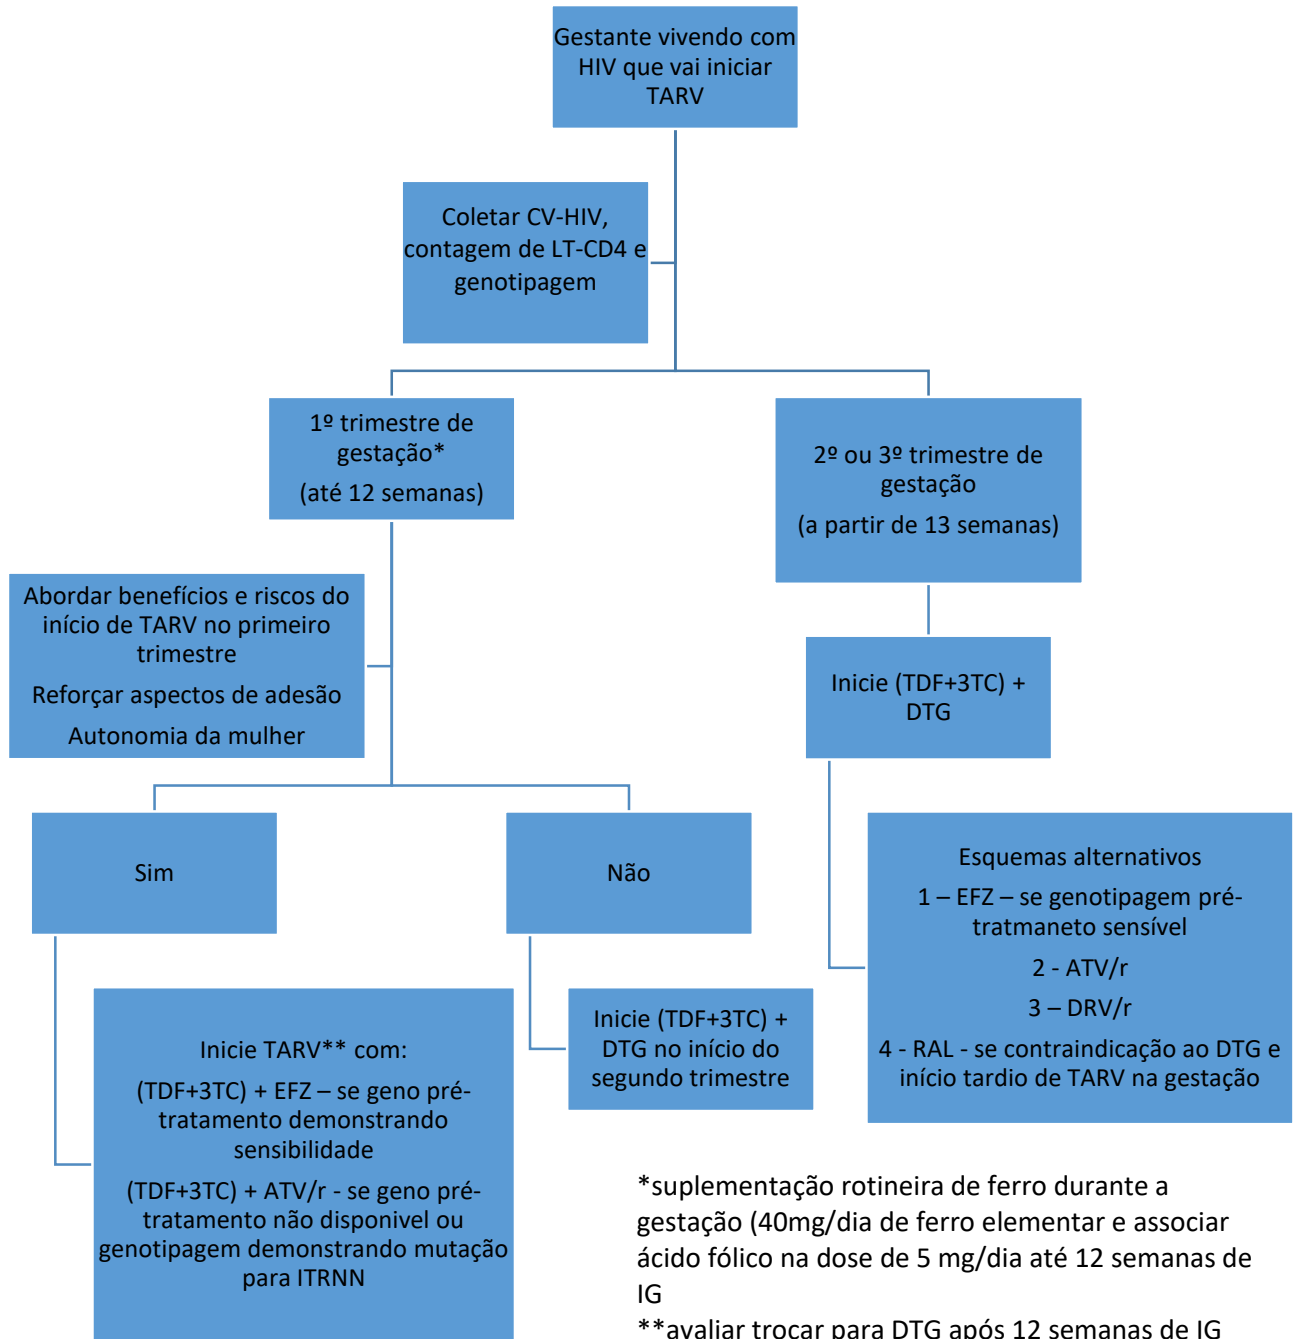 Gestante vivendo com
HIV que vai iniciar
TARV
Coletar CV-HIV,
contagem de LT-CD4 e
genotipagem
1º trimestre de
gestação*
(até 12 semanas)
2º ou 3º trimestre de
gestação
(a partir de 13 semanas)
Abordar benefícios e riscos do
início de TARV no primeiro
trimestre
Reforçar aspectos de adesão
Autonomia da mulher
Inicie (TDF+3TC) +
DTG
Sim
Não
Esquemas alternativos
1 – EFZ – se genotipagem pré-
tratmaneto sensível
2 - ATV/r
3 – DRV/r
4 - RAL - se contraindicação ao DTG e
início tardio de TARV na gestação
Inicie TARV** com:
(TDF+3TC) + EFZ – se geno pré-
tratamento demonstrando
sensibilidade
(TDF+3TC) + ATV/r - se geno pré-
tratamento não disponivel ou
genotipagem demonstrando mutação
para ITRNN
Inicie (TDF+3TC) +
DTG no início do
segundo trimestre
*suplementação rotineira de ferro durante a
gestação (40mg/dia de ferro elementar e associar
ácido fólico na dose de 5 mg/dia até 12 semanas de
IG
**avaliar trocar para DTG após 12 semanas de IG